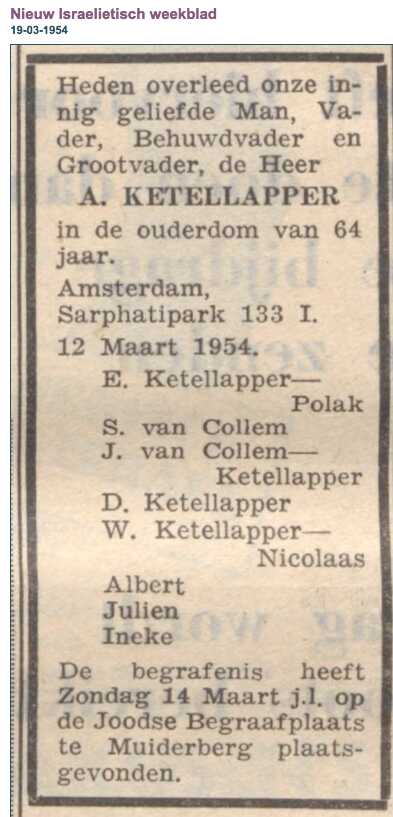 Nieuw Israelietisch weekblad
19-03-1954
Heden overleed onze in-
nig geliefde Man, Va-
der, Behuwdvader en
Grootvader, de Heer
A. KETELLAPPER
in de ouderdom van 64
jaar.
Amsterdam,
Sarphatipark 133 I.
12 Maart 1954.
E. Ketellapper—
Polak
S. van Collem
J. van Collem—
Ketellapper
D. Ketellapper
W. Ketellapper—
Nicolaas
Albert
Julien
Ineke
De begrafenis heeft
Zondag 14 Maart j.l. op
de Joodse Begraafplaats
te Muiderberg plaats-
gevonden.